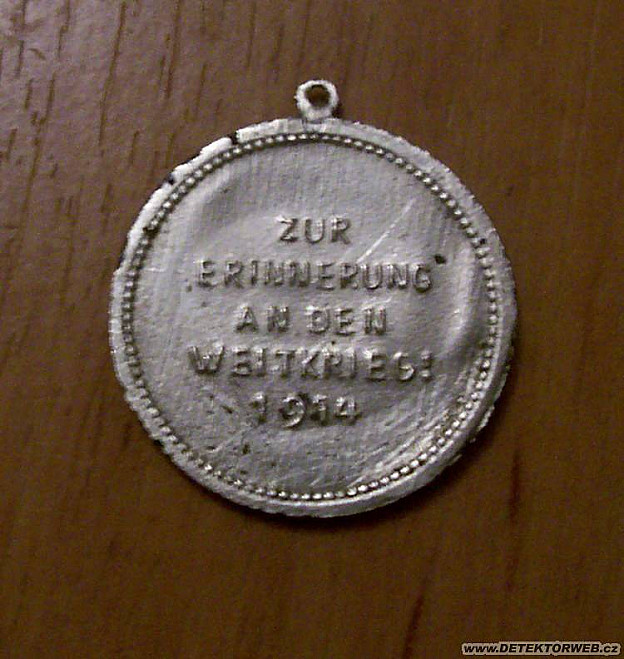 ZUR
ERINNERUNG
AN DEN
WELTKRIEG!
1914
www.DETEKTORWEB.cz